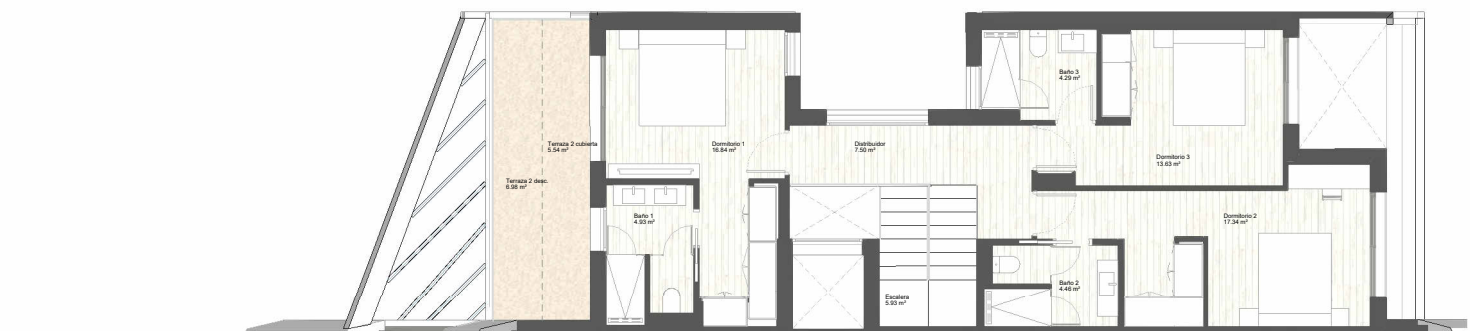 Terraza 2 cubierta
5.54 m²
Terraza 2 desc.
6.98 m²
Dormitorio 1
16.84 m²
Baño 1
4.93 m²
Distribuidor
7.50 m²
Escalera
5.93 m²
Baño 3
4.29 m²
Dormitorio 3
13.63 m²
Dormitorio 2
17.34 m²
Baño 2
4.46 m²